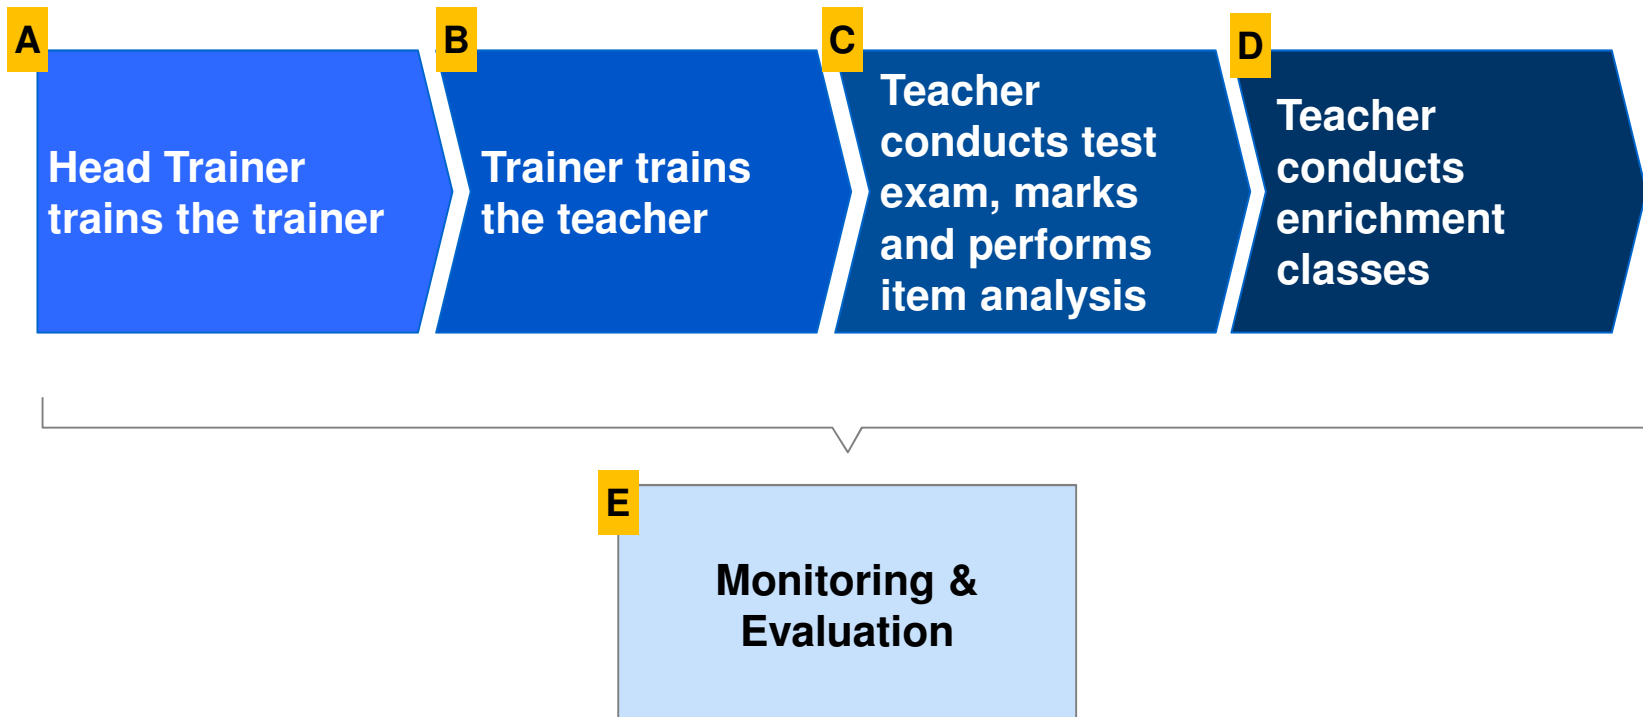 A
Head Trainer
trains the trainer
B
Trainer trains
the teacher
C
Teacher
conducts test
exam, marks
and performs
item analysis
D
Teacher
conducts
enrichment
classes
E
Monitoring &
Evaluation